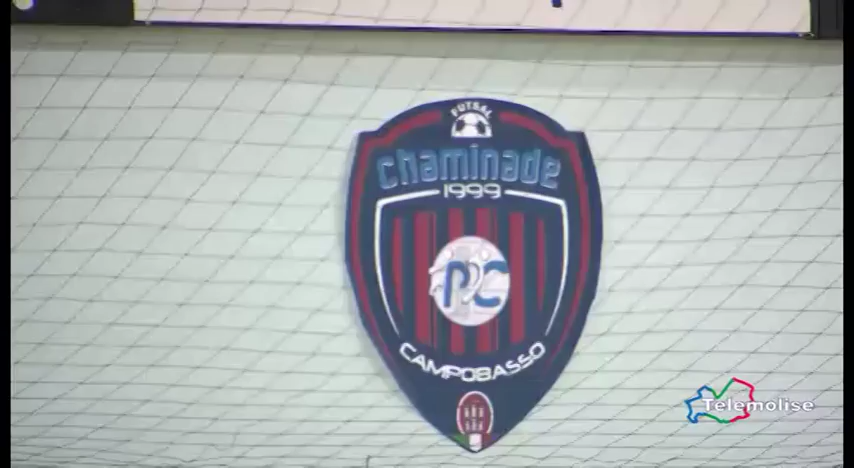 FUTSAL
chaminade
1999
PC
CAMPOBASSO
Telemolise